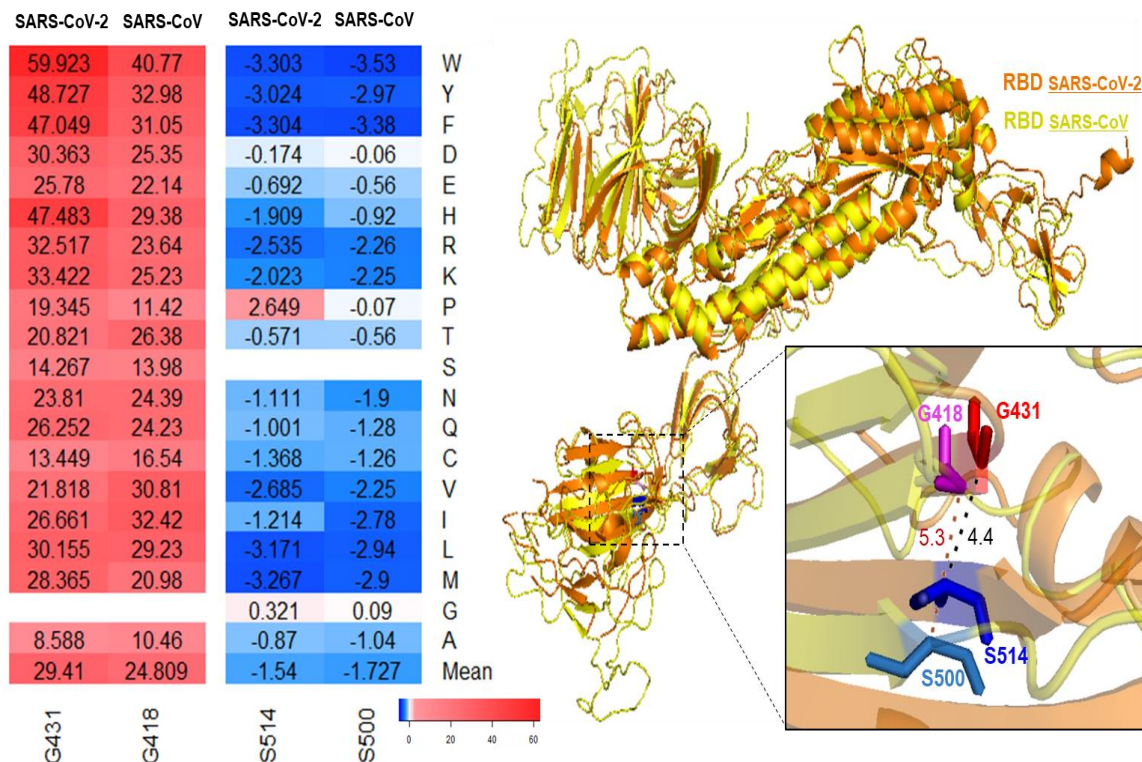 SARS-CoV-2 SARS-CoV SARS-CoV-2 SARS-CoV
59.923 40.77 -3.303 -3.53 W
48.727 32.98 -3.024 -2.97 Y
47.049 31.05 -3.304 -3.38 F
30.363 25.35 -0.174 -0.06 D
25.78 22.14 -0.692 -0.56 E
47.483 29.38 -1.909 -0.92 H
32.517 23.64 -2.535 -2.26 R
33.422 25.23 -2.023 -2.25 K
19.345 11.42 2.649 -0.07 P
20.821 26.38 -0.571 -0.56 T
14.267 13.98 S
23.81 24.39 -1.111 -1.9 N
26.252 24.23 -1.001 -1.28 Q
13.449 16.54 -1.368 -1.26 C
21.818 30.81 -2.685 -2.25 V
26.661 32.42 -1.214 -2.78 I
30.155 29.23 -3.171 -2.94 L
28.365 20.98 -3.267 -2.9 M
0.321 0.09 G
8.588 10.46 -0.87 -1.04 A
29.41 24.809 -1.54 -1.727 Mean
G431 G418 S514 S500
0 20 40 60
RBD SARS-CoV-2
RBD SARS-CoV
G418 G431
5.3 4.4
S514
S500